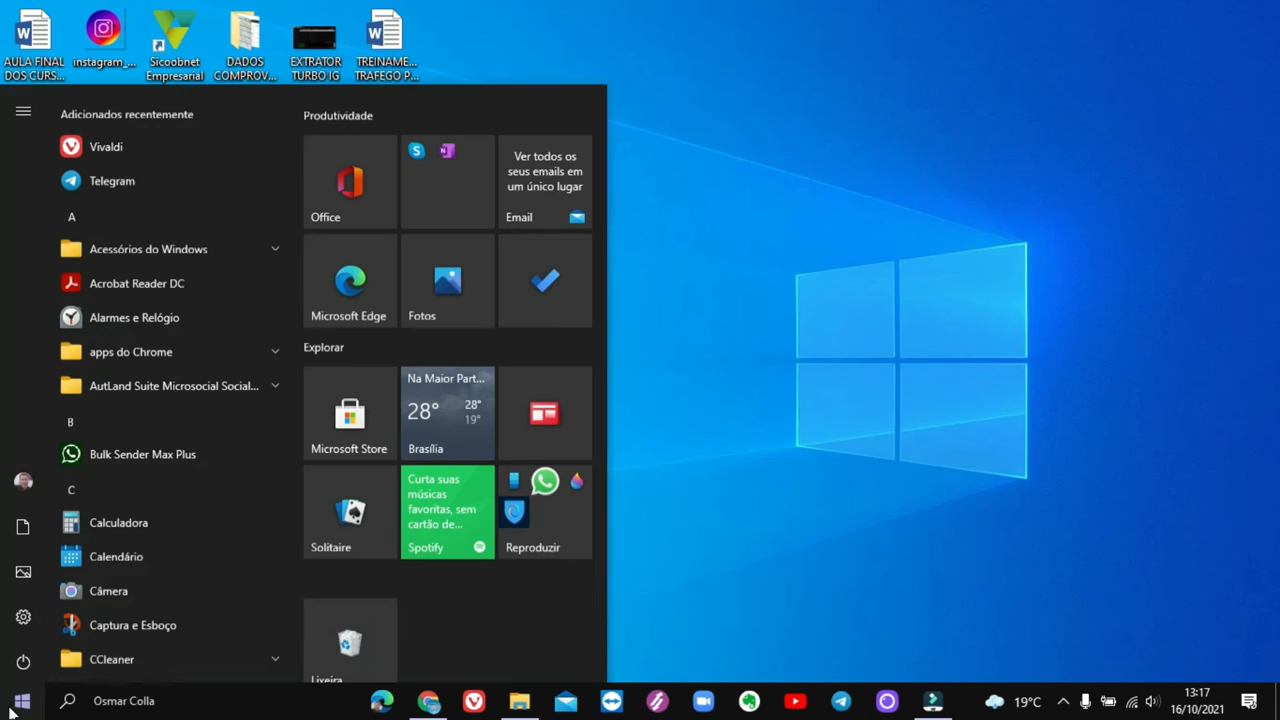 AULA FINAL
DOS CURS...
instagram_...
Sicoobnet
Empresarial
DADOS
COMPROV...
EXTRATOR
TURBO IG
TREINAME...
TRAFEGO P...
Adicionados recentemente
Vivaldi
Telegram
A
Acessórios do Windows
Acrobat Reader DC
Alarmes e Relógio
apps do Chrome
AutLand Suite Microsocial Social...
B
Bulk Sender Max Plus
C
Calculadora
Calendário
Câmera
Captura e Esboço
CCleaner
Produtividade
Office
Ver todos os
seus emails em
um único lugar
Email
Microsoft Edge
Fotos
Explorar
Microsoft Store
Na Maior Part...
28°
28°
19°
Brasília
Solitaire
Curta suas
músicas
favoritas, sem
cartão de...
Spotify
Reproduzir
Lixeira
Osmar Colla
19°C
13:17
16/10/2021